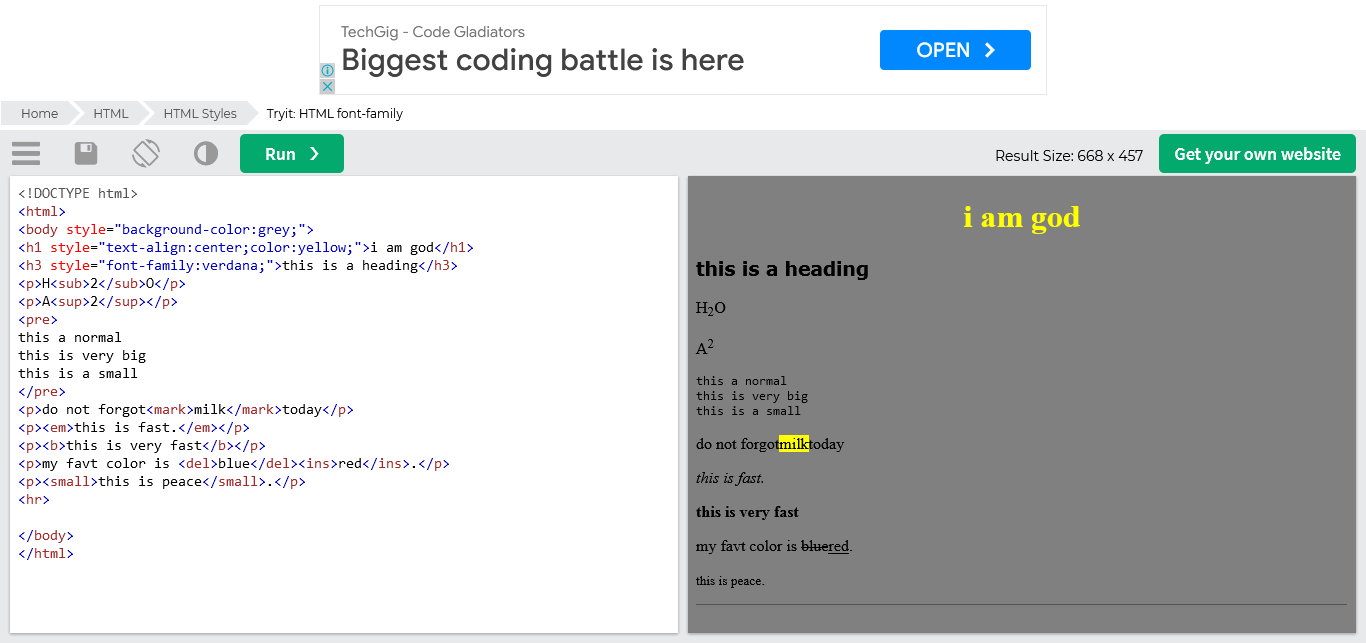 TechGig - Code Gladiators
Biggest coding battle is here
OPEN
Home
HTML
HTML Styles
Tryit: HTML font-family
Run
Result Size: 668 x 457
Get your own website
<!DOCTYPE html>
<html>
<body style="background-color:grey;">
<h1 style="text-align:center;color:yellow;">i am god</h1>
<h3 style="font-family:verdana;">this is a heading</h3>
<p>H<sub>2</sub>O</p>
<p>A<sup>2</sup></p>
<pre>
this a normal
this is very big
this is a small
</pre>
<p>do not forgot<mark>milk</mark>today</p>
<p><em>this is fast.</em></p>
<p><b>this is very fast</b></p>
<p>my favt color is <del>blue</del><ins>red</ins>.</p>
<p><small>this is peace</small>.</p>
<hr>
</body>
</html>
i am god
this is a heading
H₂O
A²
this a normal
this is very big
this is a small
do not forgotmilktoday
this is fast.
this is very fast
my favt color is bluered.
this is peace.